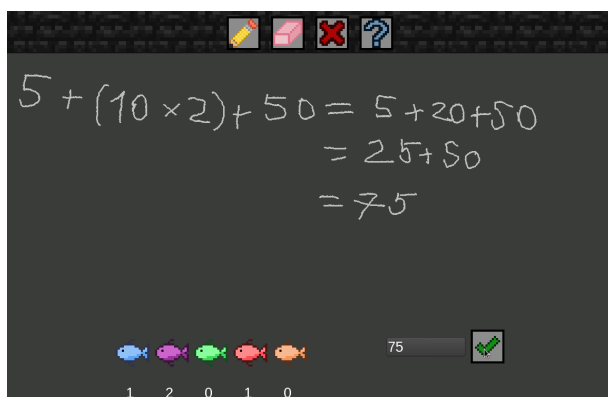 5 + (10 × 2) + 50 = 5 + 20 + 50
= 25 + 50
= 75
75
1 2 0 1 0